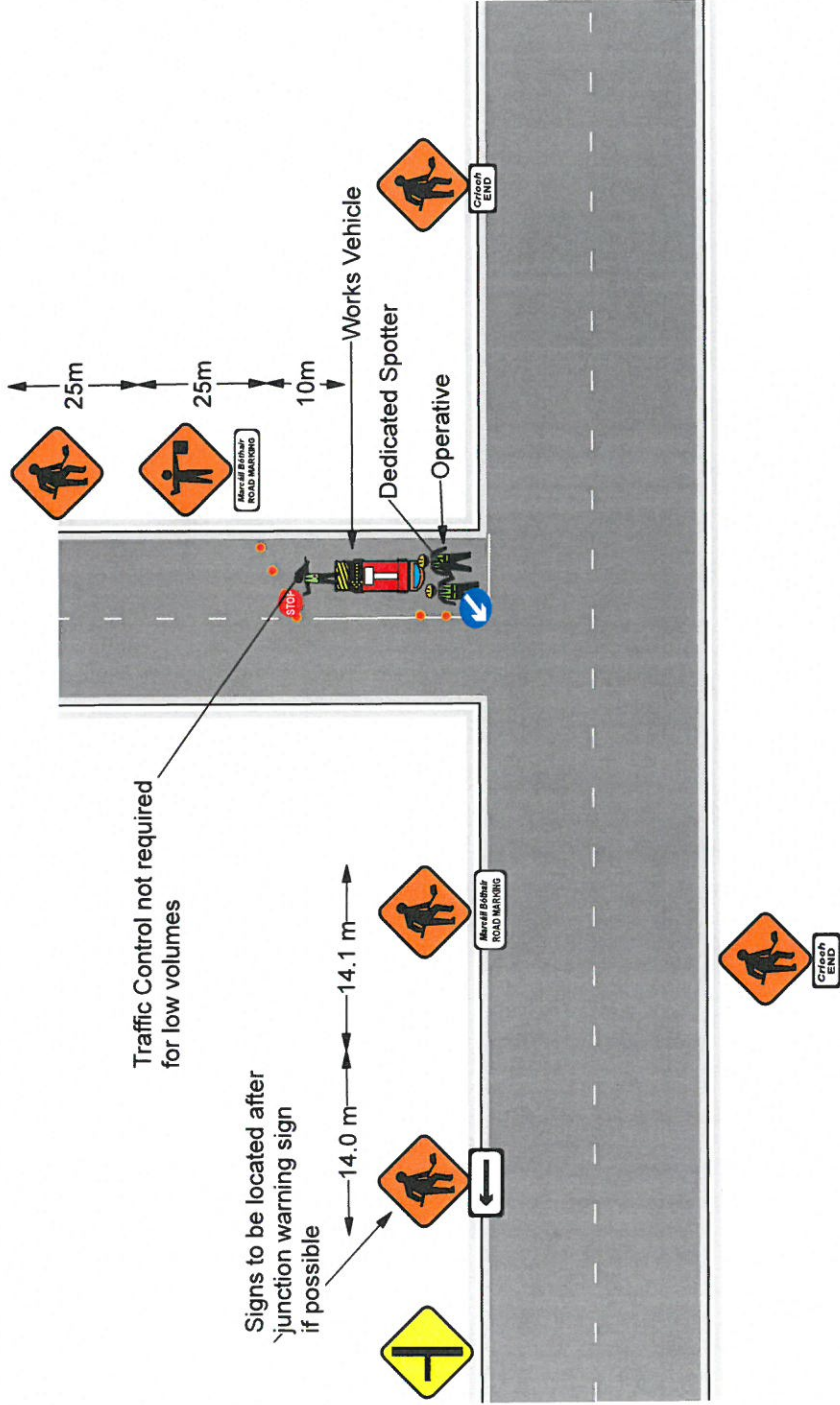 25m
25m
10m
Marcáil Bóthair
ROAD MARKING
Works Vehicle
Dedicated Spotter
Operative
STOP
Críoch
END
Traffic Control not required
for low volumes
Signs to be located after
junction warning sign
if possible
14.0 m
14.1 m
Marcáil Bóthair
ROAD MARKING
Críoch
END